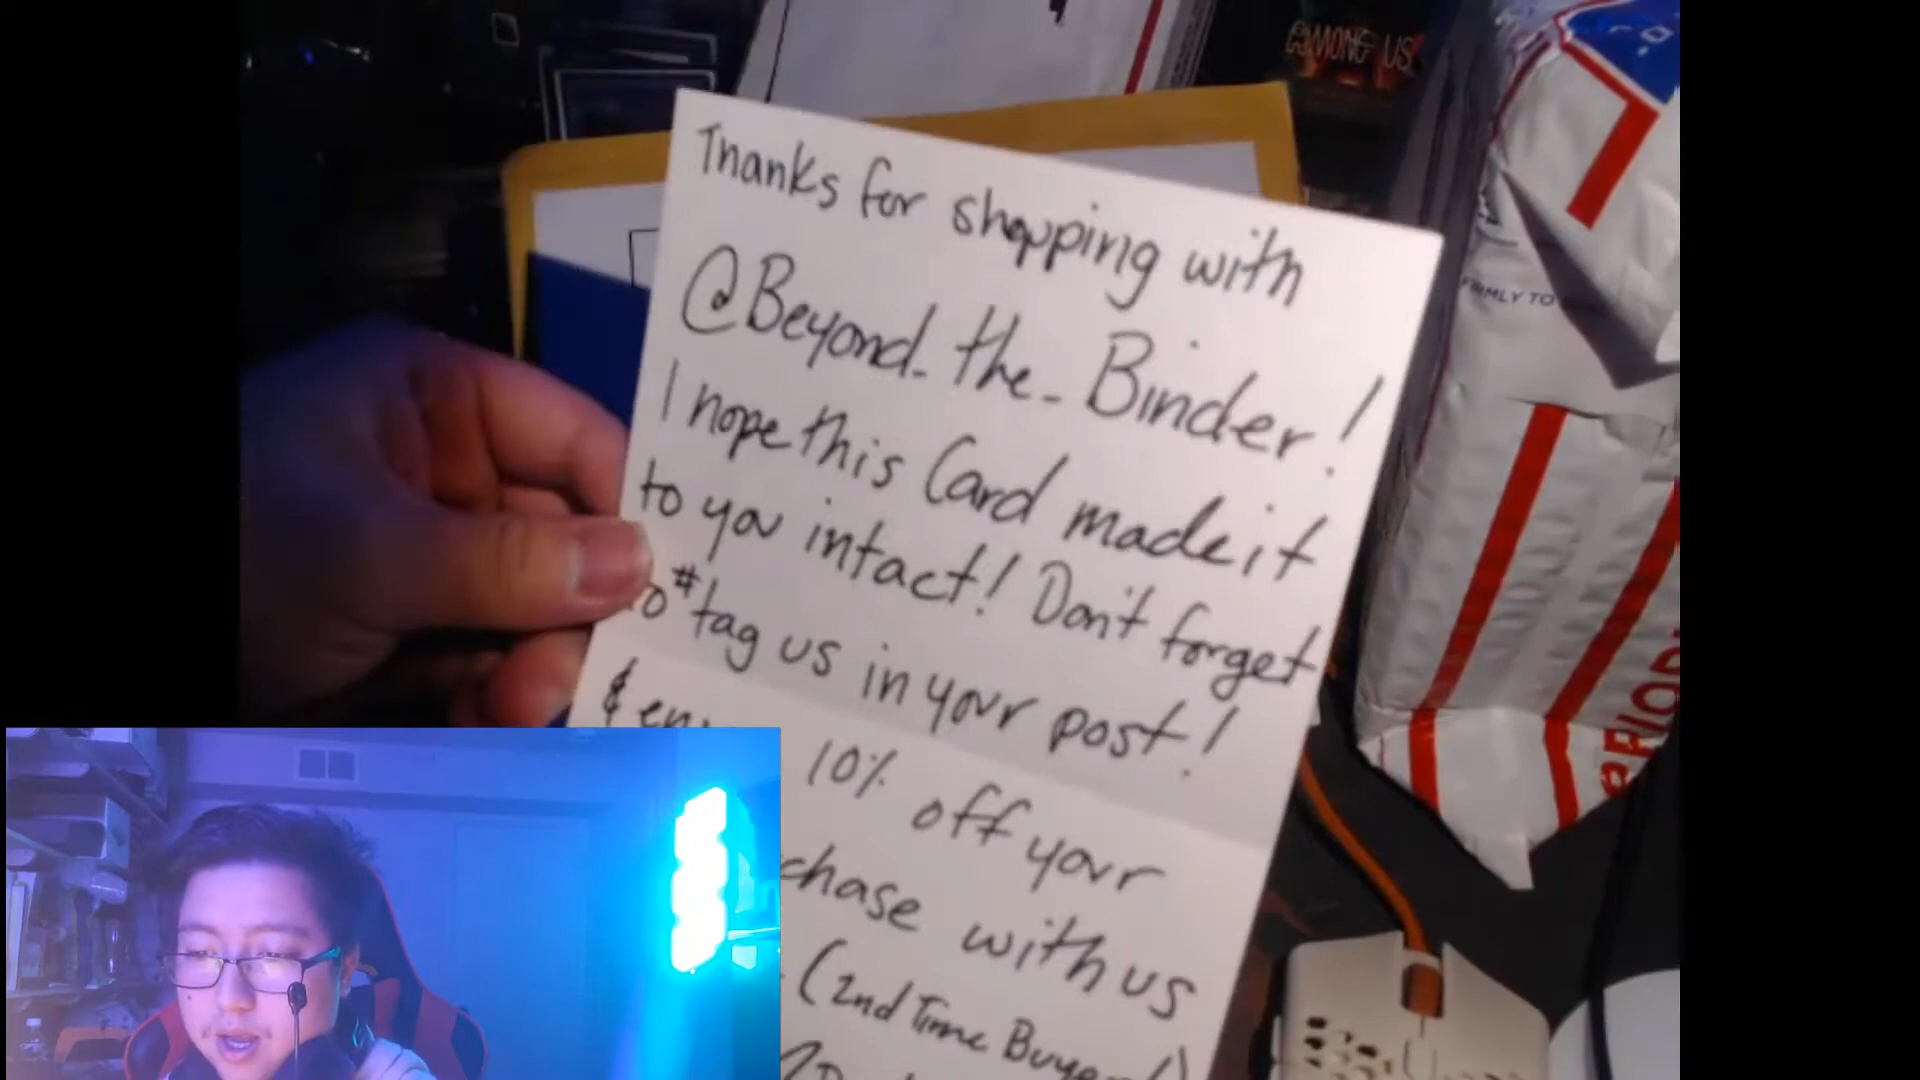 Thanks for shopping with
@Beyond_the_Binder!
I hope this Card made it
to you intact! Don't forget
to #tag us in your post!
&
10% off your
with us
(2nd Time Buyer!)
AMONG US